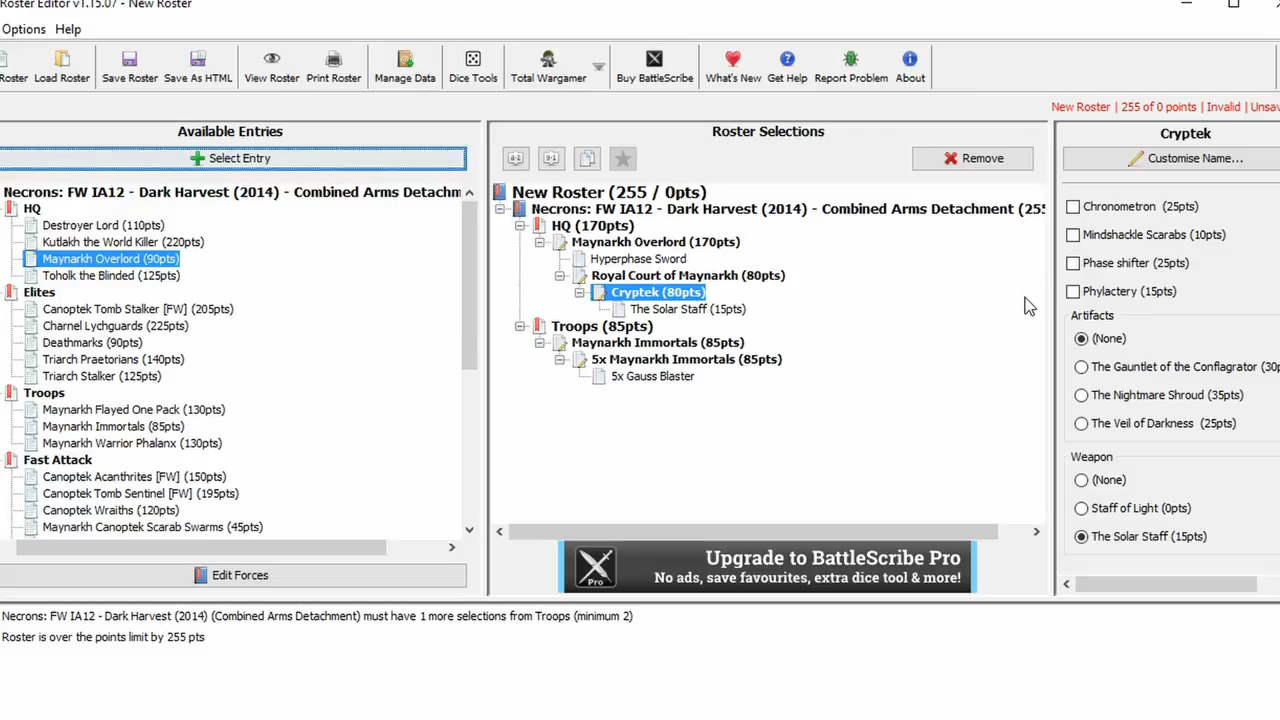 Roster Editor v1.15.07 - New Roster
Options Help
Roster Load Roster Save Roster Save As HTML View Roster Print Roster Manage Data Dice Tools Total Wargamer Buy BattleScribe What's New Get Help Report Problem About
New Roster | 255 of 0 points | Invalid | Unsav
Available Entries
Select Entry
Necrons: FW IA12 - Dark Harvest (2014) - Combined Arms Detachm
HQ
Destroyer Lord (110pts)
Kutlakh the World Killer (220pts)
Maynarkh Overlord (90pts)
Toholk the Blinded (125pts)
Elites
Canoptek Tomb Stalker [FW] (205pts)
Charnel Lychguards (225pts)
Deathmarks (90pts)
Triarch Praetorians (140pts)
Triarch Stalker (125pts)
Troops
Maynarkh Flayed One Pack (130pts)
Maynarkh Immortals (85pts)
Maynarkh Warrior Phalanx (130pts)
Fast Attack
Canoptek Acanthrites [FW] (150pts)
Canoptek Tomb Sentinel [FW] (195pts)
Canoptek Wraiths (120pts)
Maynarkh Canoptek Scarab Swarms (45pts)
Edit Forces
Roster Selections
Remove
New Roster (255 / 0pts)
Necrons: FW IA12 - Dark Harvest (2014) - Combined Arms Detachment (255
HQ (170pts)
Maynarkh Overlord (170pts)
Hyperphase Sword
Royal Court of Maynarkh (80pts)
Cryptek (80pts)
The Solar Staff (15pts)
Troops (85pts)
Maynarkh Immortals (85pts)
5x Maynarkh Immortals (85pts)
5x Gauss Blaster
Pro
Upgrade to BattleScribe Pro
No ads, save favourites, extra dice tool & more!
Cryptek
Customise Name...
Chronometron (25pts)
Mindshackle Scarabs (10pts)
Phase shifter (25pts)
Phylactery (15pts)
Artifacts
(None)
The Gauntlet of the Conflagrator (30p
The Nightmare Shroud (35pts)
The Veil of Darkness (25pts)
Weapon
(None)
Staff of Light (0pts)
The Solar Staff (15pts)
Necrons: FW IA12 - Dark Harvest (2014) (Combined Arms Detachment) must have 1 more selections from Troops (minimum 2)
Roster is over the points limit by 255 pts